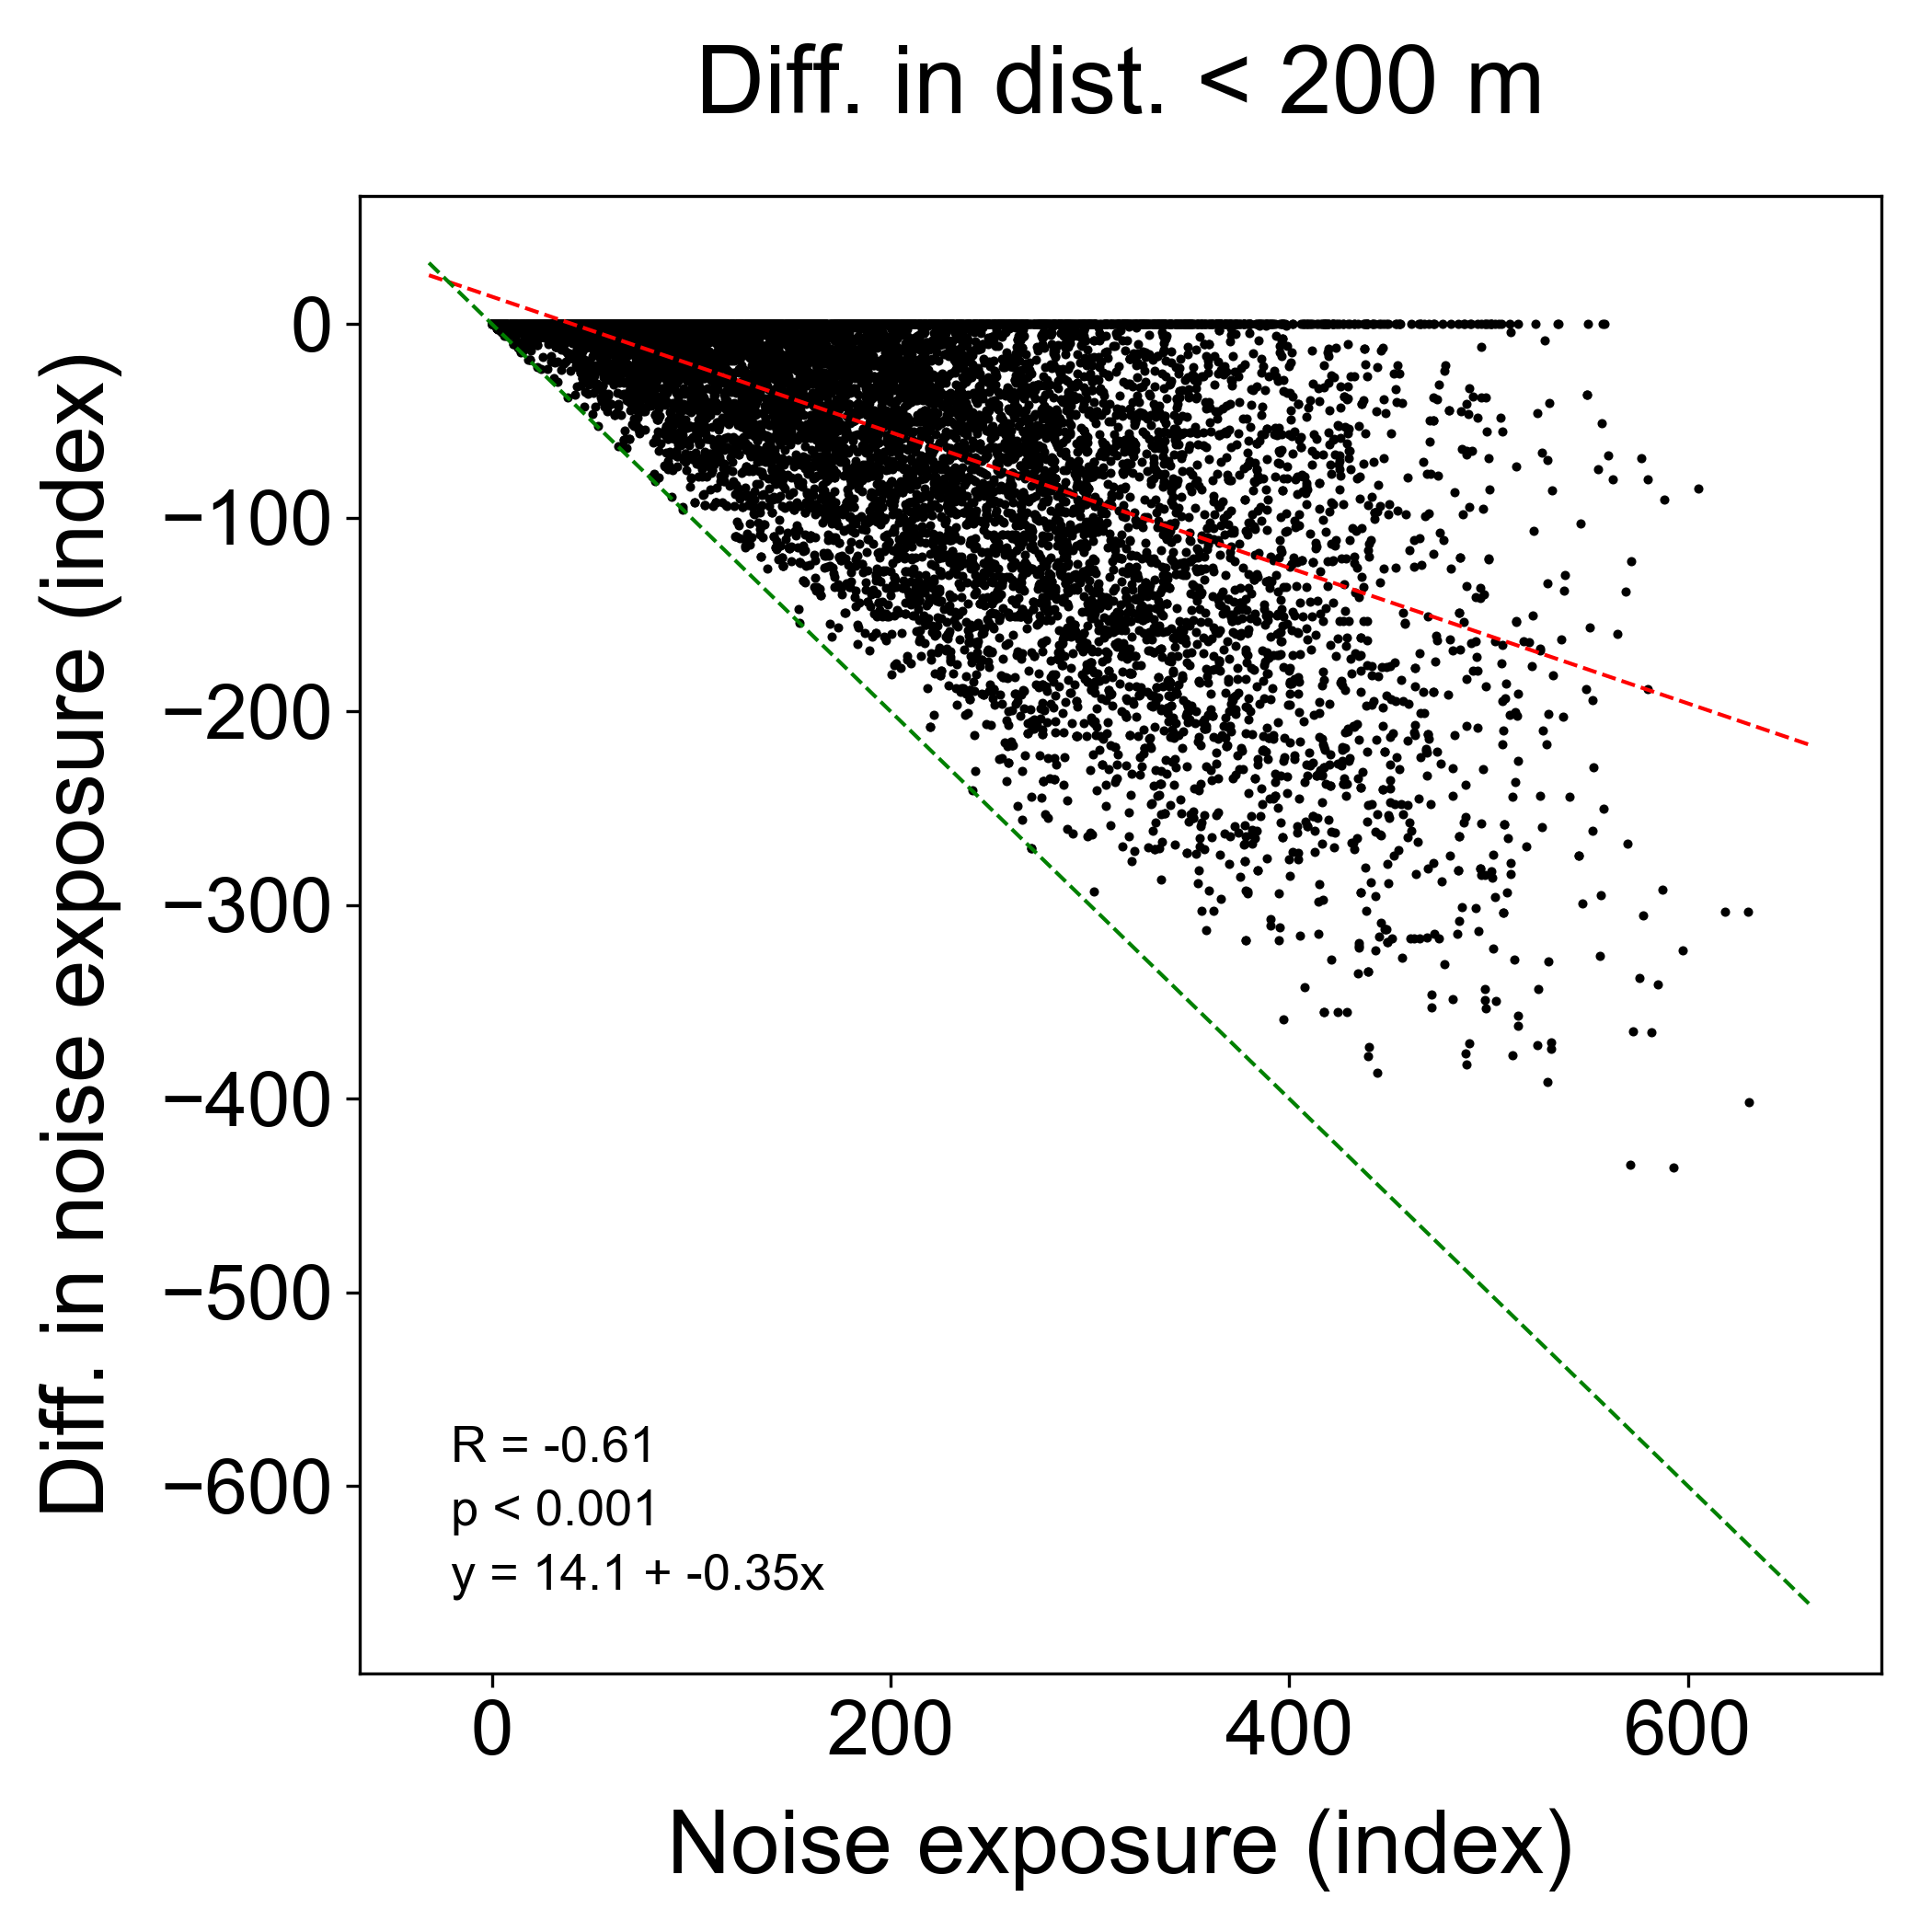 Diff. in dist. < 200 m
Diff. in noise exposure (index)
0
−100
−200
−300
−400
−500
−600
R = -0.61
p < 0.001
y = 14.1 + -0.35x
0 200 400 600
Noise exposure (index)